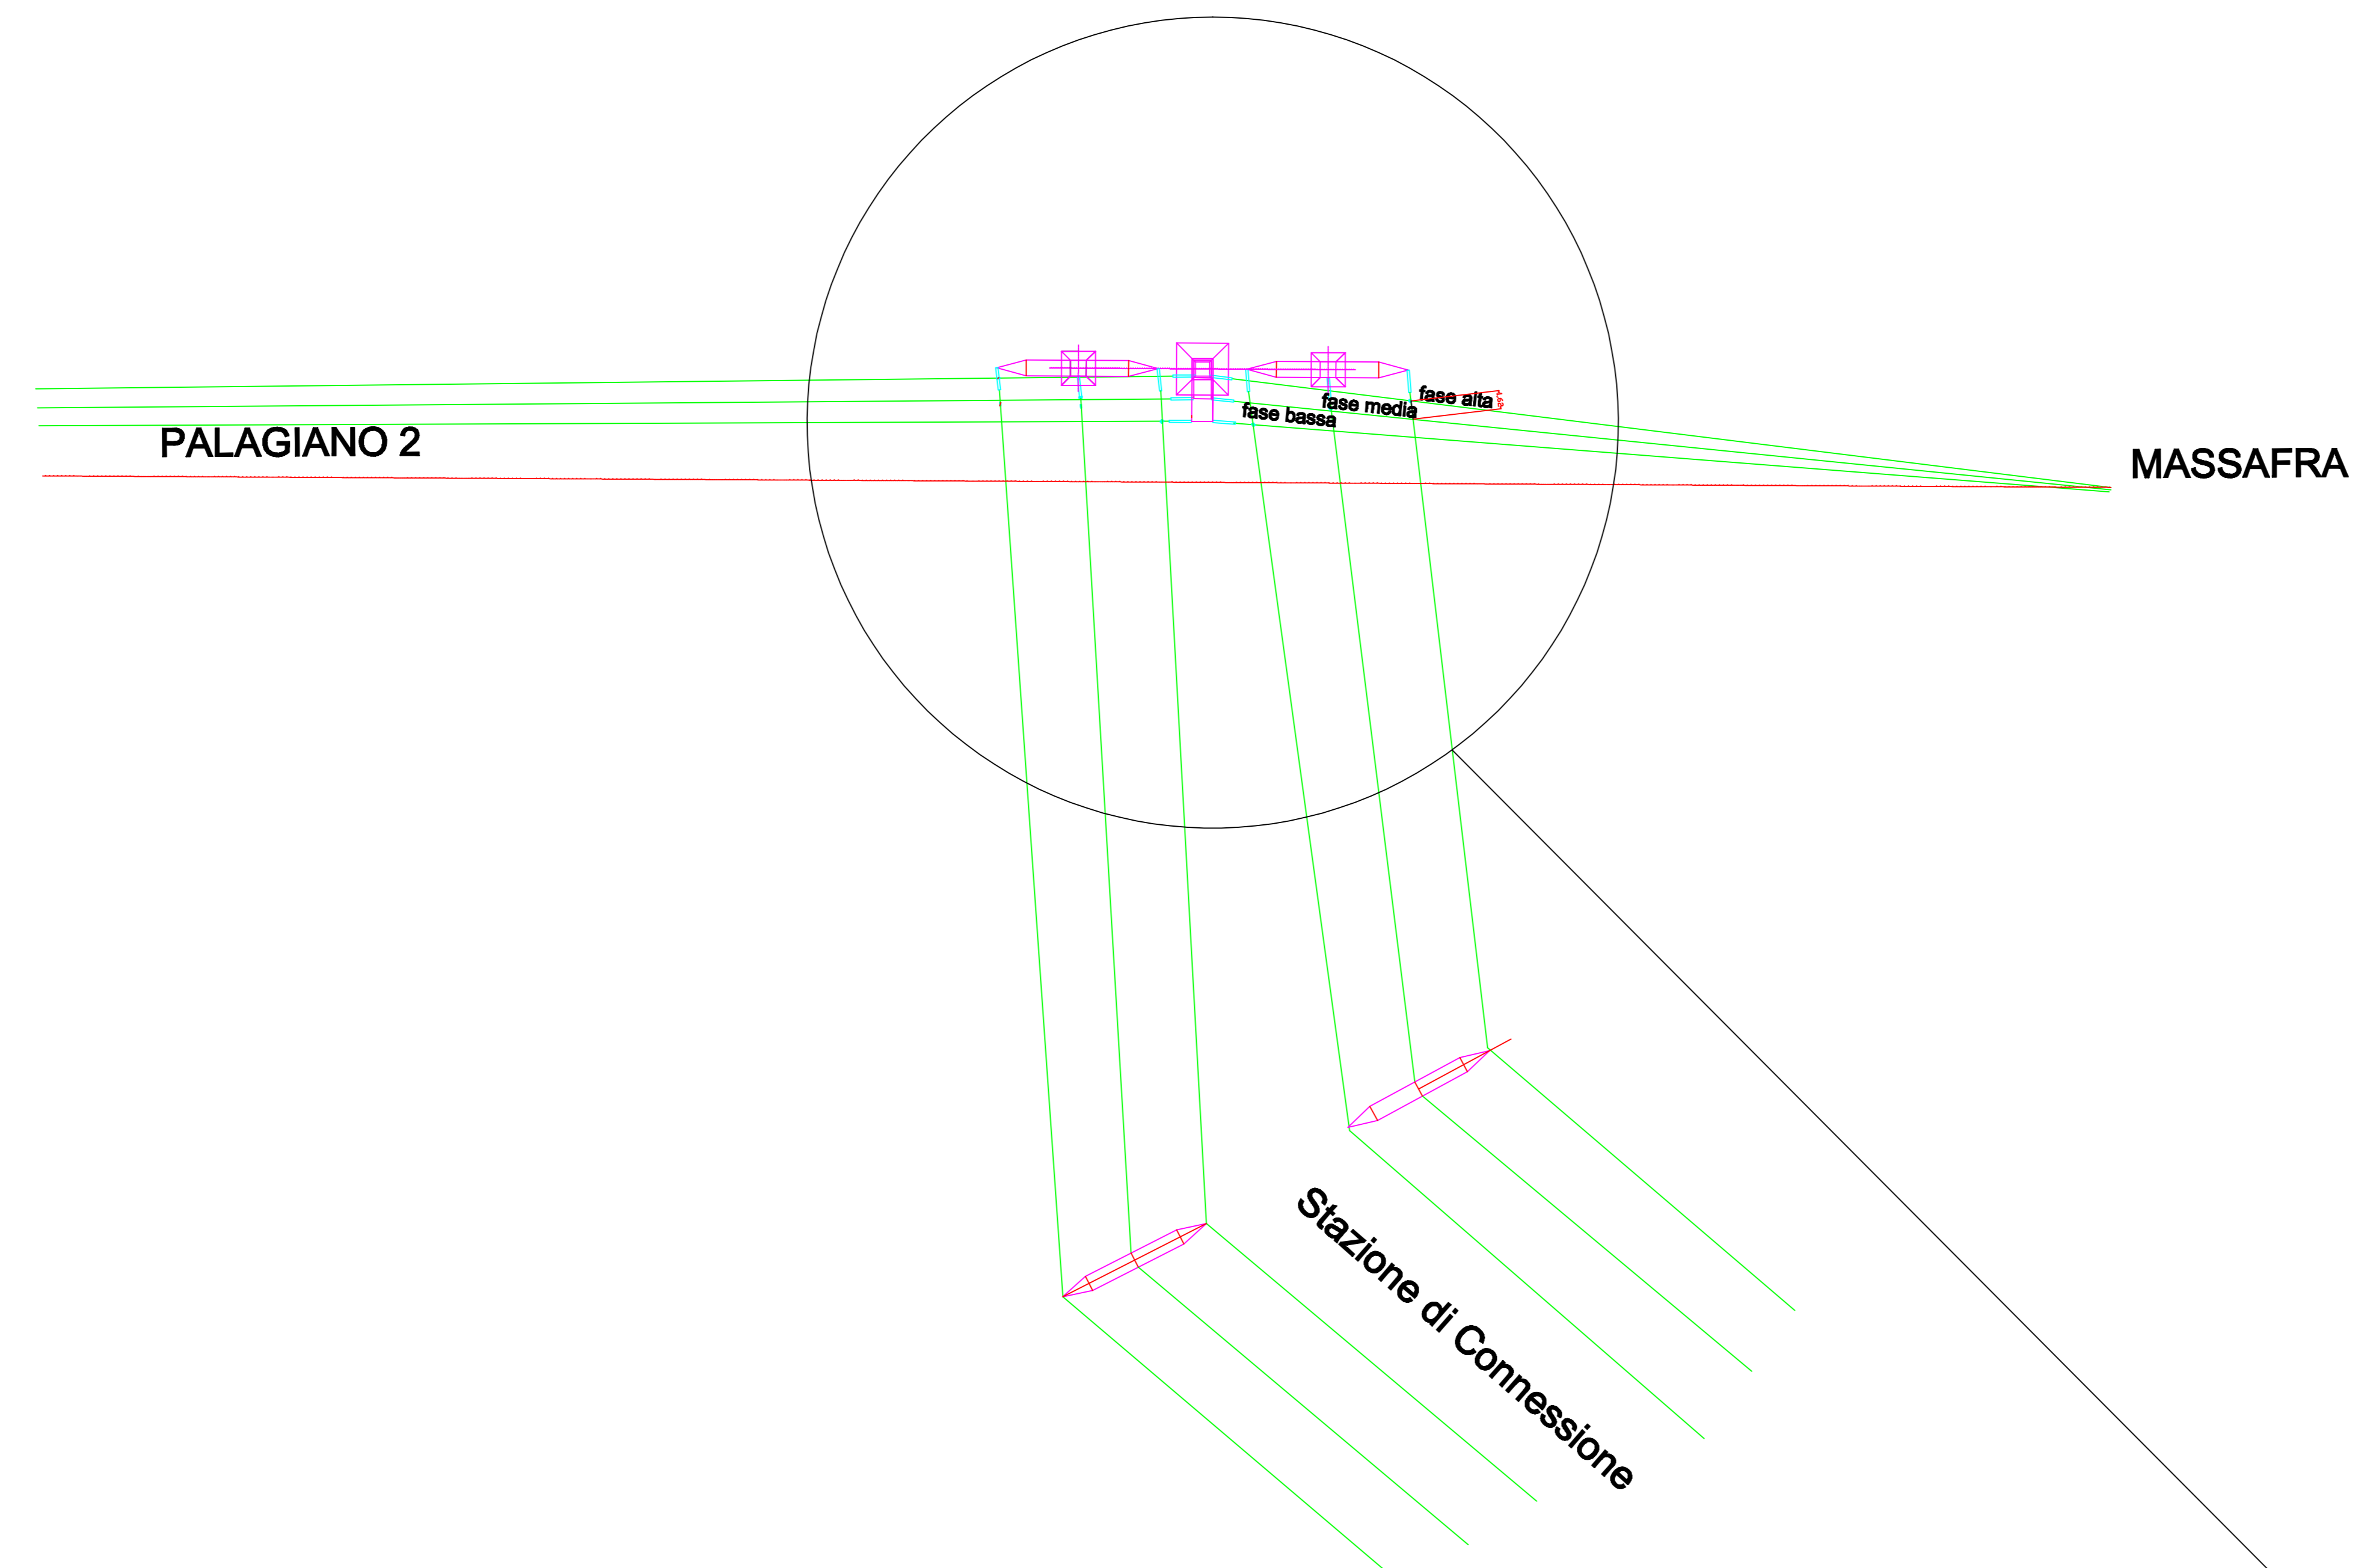 fase alta
fase media
fase bassa
PALAGIANO 2
MASSAFRA
Stazione di Connessione